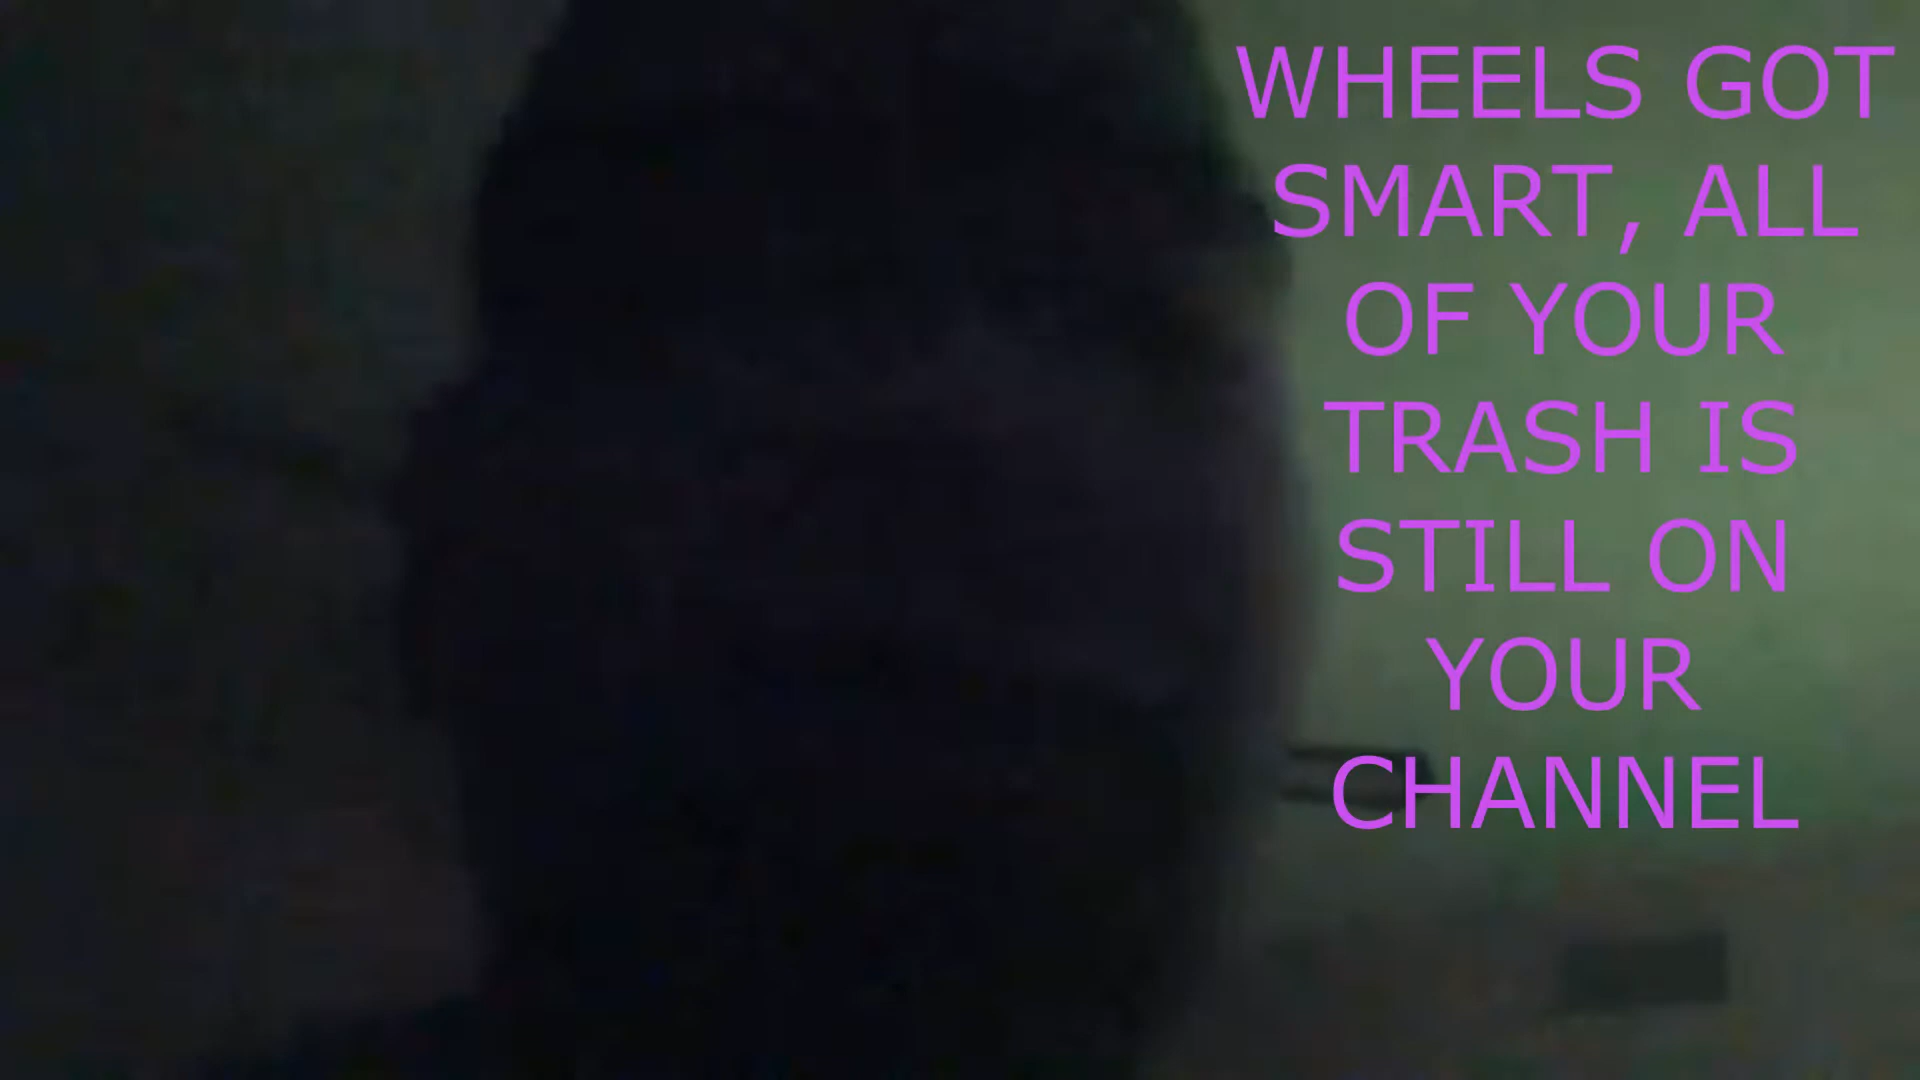 WHEELS GOT
SMART, ALL
OF YOUR
TRASH IS
STILL ON
YOUR
CHANNEL